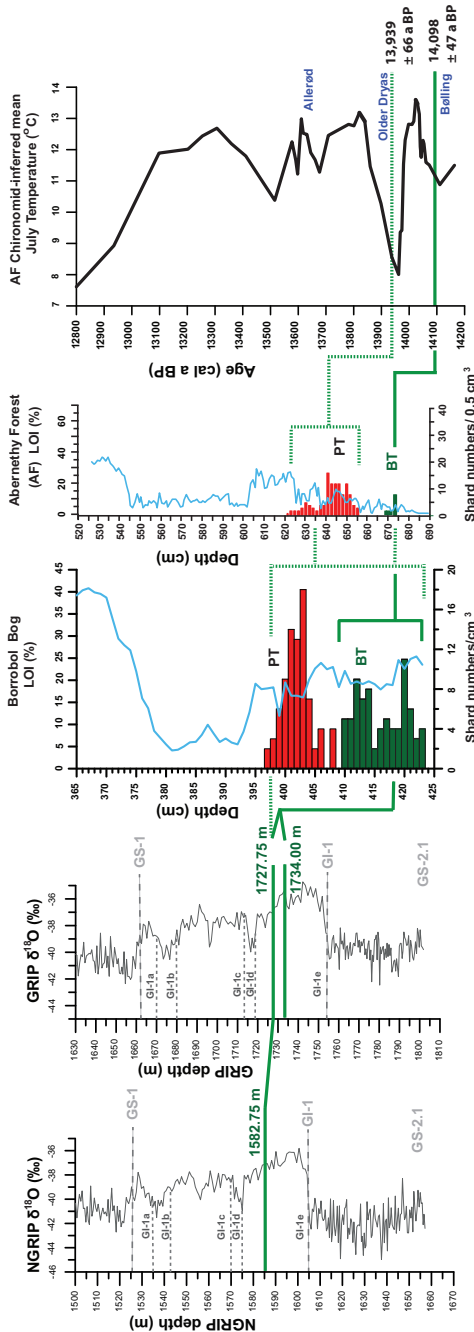 NGRIP δ18O (‰)
-46 -44 -42 -40 -38 -36
NGRIP depth (m)
1500 1510 1520 1530 1540 1550 1560 1570 1580 1590 1600 1610 1620 1630 1640 1650 1660 1670
GS-1
GI-1a
GI-1b
GI-1c
GI-1d
GI-1e
GI-1
GS-2.1
1582.75 m
GRIP δ18O (‰)
-45 -42 -40 -38 -36
GRIP depth (m)
1630 1640 1650 1660 1670 1680 1690 1700 1710 1720 1730 1740 1750 1760 1770 1780 1790 1800 1810
GS-1
GI-1a
GI-1b
GI-1c
GI-1d
GI-1e
GI-1
GS-2.1
1727.75 m
1734.00 m
Borrobol Bog
LOI (%)
0 5 10 15 20 25 30 35 40 45
Depth (cm)
365 370 375 380 385 390 395 400 405 410 415 420 425
PT
BT
0 4 8 12 16 20
Shard numbers/cm3
Abernethy Forest
(AF) LOI (%)
0 10 20 30 40 50 60
Depth (cm)
520 530 540 550 560 570 580 590 600 610 620 630 640 650 660 670 680 690
PT
BT
0 10 20 30 40
Shard numbers/ 0.5 cm3
AF Chironomid-inferred mean
July Temperature (°C)
7 8 9 10 11 12 13 14
Age (cal a BP)
12800 12900 13000 13100 13200 13300 13400 13500 13600 13700 13800 13900 14000 14100 14200
Allerød
Older Dryas
13,939
± 66 a BP
14,098
± 47 a BP
Bølling